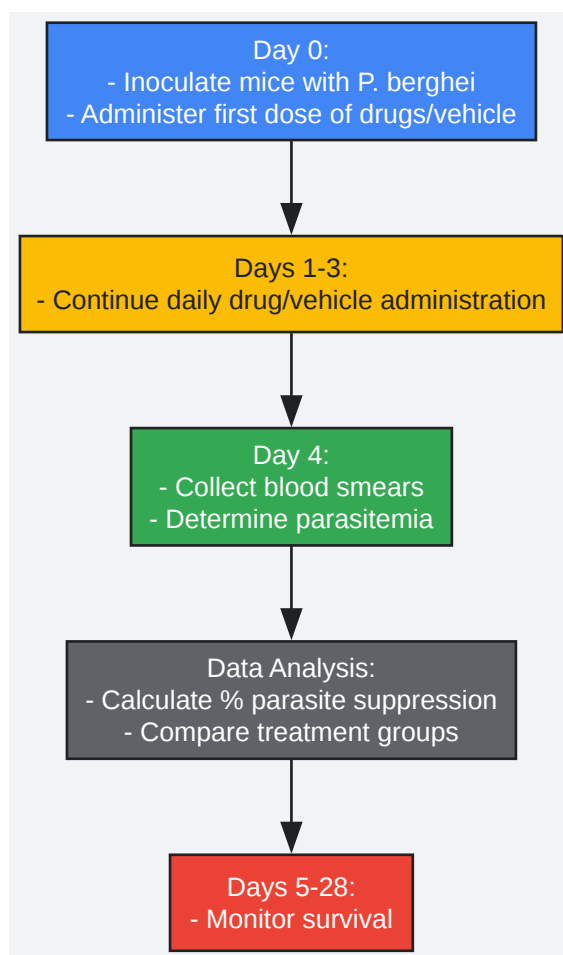 Day 0:
- Inoculate mice with P. berghei
- Administer first dose of drugs/vehicle
Days 1-3:
- Continue daily drug/vehicle administration
Day 4:
- Collect blood smears
- Determine parasitemia
Data Analysis:
- Calculate % parasite suppression
- Compare treatment groups
Days 5-28:
- Monitor survival